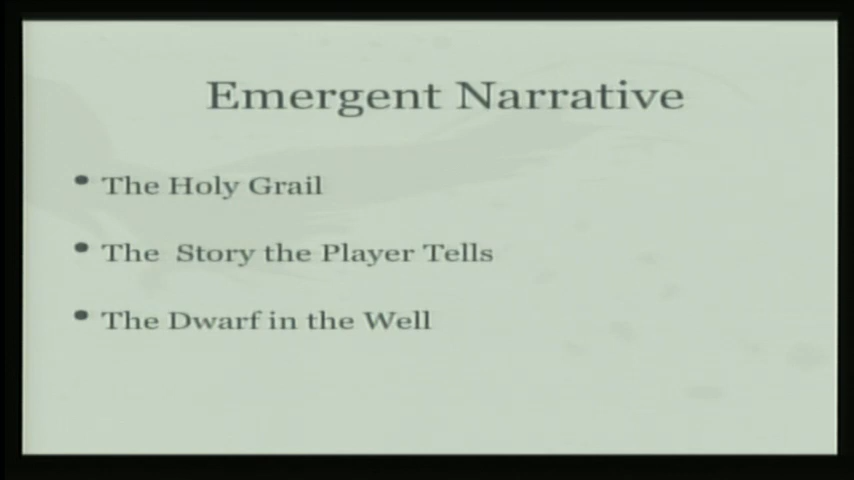 Emergent Narrative
• The Holy Grail
• The  Story the Player Tells
• The Dwarf in the Well